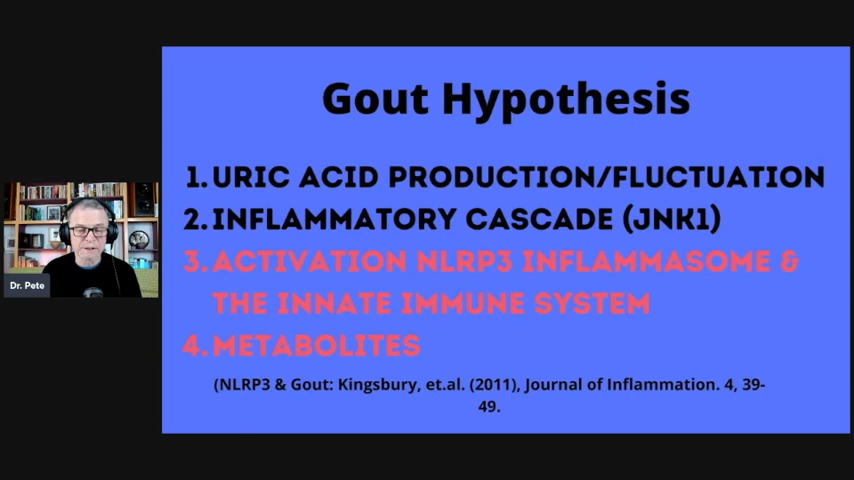 Gout Hypothesis
1. URIC ACID PRODUCTION/FLUCTUATION
2. INFLAMMATORY CASCADE (JNK1)
3. ACTIVATION NLRP3 INFLAMMASOME &
THE INNATE IMMUNE SYSTEM
4. METABOLITES
(NLRP3 & Gout: Kingsbury, et.al. (2011), Journal of Inflammation. 4, 39-
49.
Dr. Pete